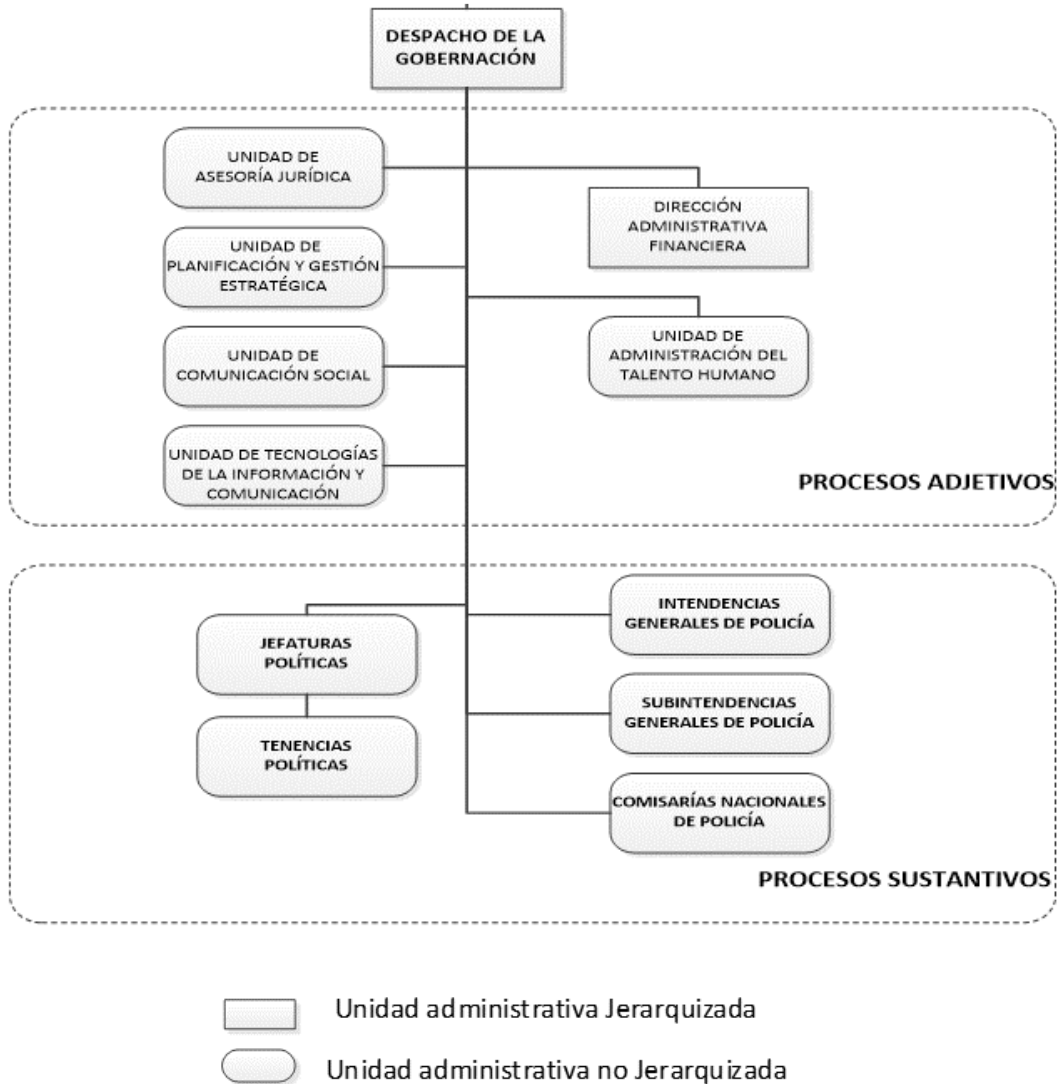 DESPACHO DE LA
GOBERNACIÓN
UNIDAD DE
ASESORÍA JURÍDICA
UNIDAD DE
PLANIFICACIÓN Y GESTIÓN
ESTRATÉGICA
UNIDAD DE
COMUNICACIÓN SOCIAL
UNIDAD DE TECNOLOGÍAS
DE LA INFORMACIÓN Y
COMUNICACIÓN
DIRECCIÓN
ADMINISTRATIVA
FINANCIERA
UNIDAD DE
ADMINISTRACIÓN DEL
TALENTO HUMANO
PROCESOS ADJETIVOS
JEFATURAS
POLÍTICAS
TENENCIAS
POLÍTICAS
INTENDENCIAS
GENERALES DE POLICÍA
SUBINTENDENCIAS
GENERALES DE POLICÍA
COMISARÍAS NACIONALES
DE POLICÍA
PROCESOS SUSTANTIVOS
Unidad administrativa Jerarquizada
Unidad administrativa no Jerarquizada